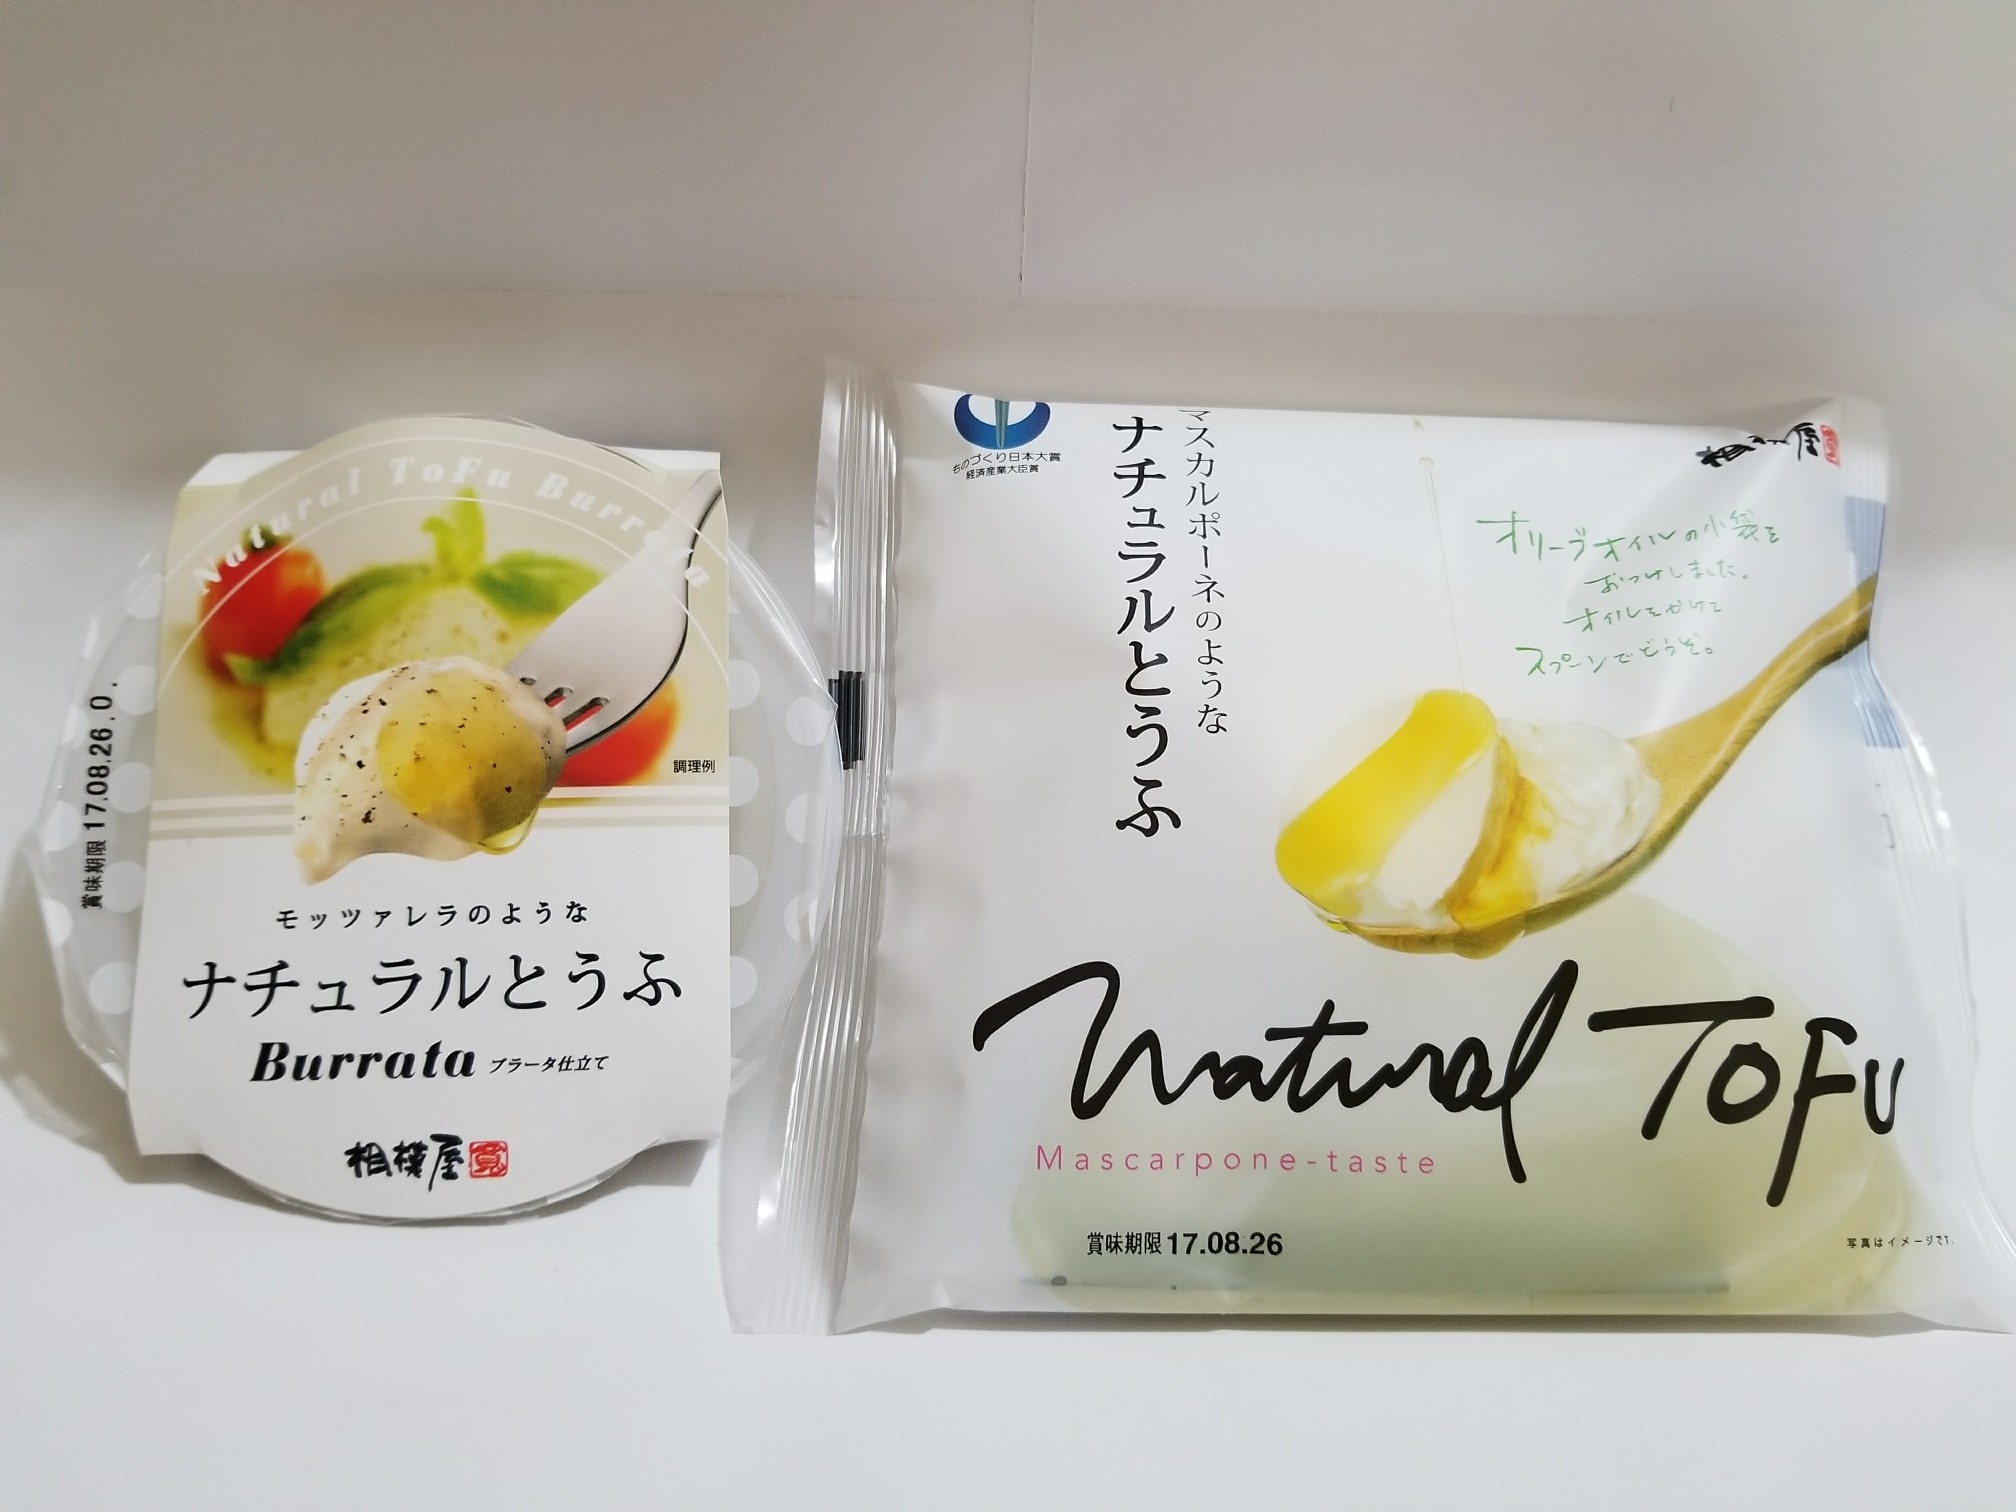 Natural ToFu Burrata
調理例
賞味期限 17.08.26.0.
モッツァレラのような
ナチュラルとうふ
Burrata ブラータ仕立て
相模屋
ものづくり日本大賞
経済産業大臣賞
マスカルポーネのような
ナチュラルとうふ
相模屋
オリーブオイルの小袋を
おつけしました。
オイルをかけて
スプーンでどうぞ。
Natural ToFu
Mascarpone-taste
賞味期限 17.08.26
写真はイメージです。